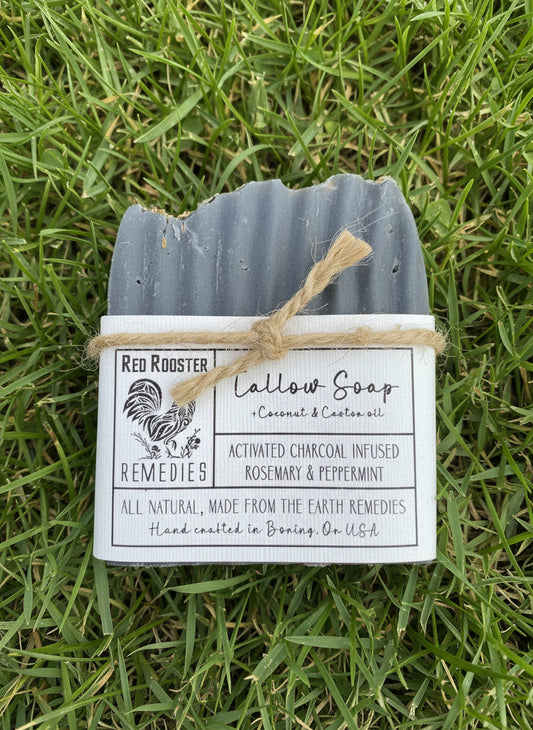 RED ROOSTER
REMEDIES
Tallow Soap
+Coconut & Castor oil
ACTIVATED CHARCOAL INFUSED
ROSEMARY & PEPPERMINT
ALL NATURAL, MADE FROM THE EARTH REMEDIES
Hand crafted in Boring, Or USA